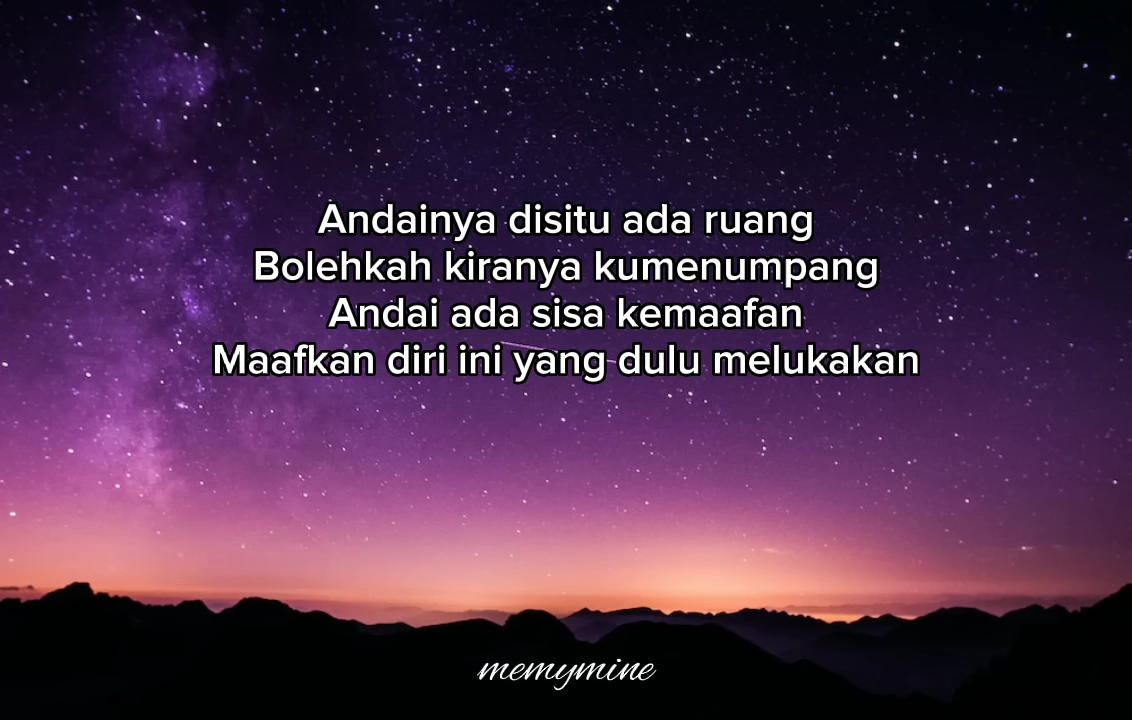 Andainya disitu ada ruang
Bolehkah kiranya kumenumpang
Andai ada sisa kemaafan
Maafkan diri ini yang dulu melukakan
memymine